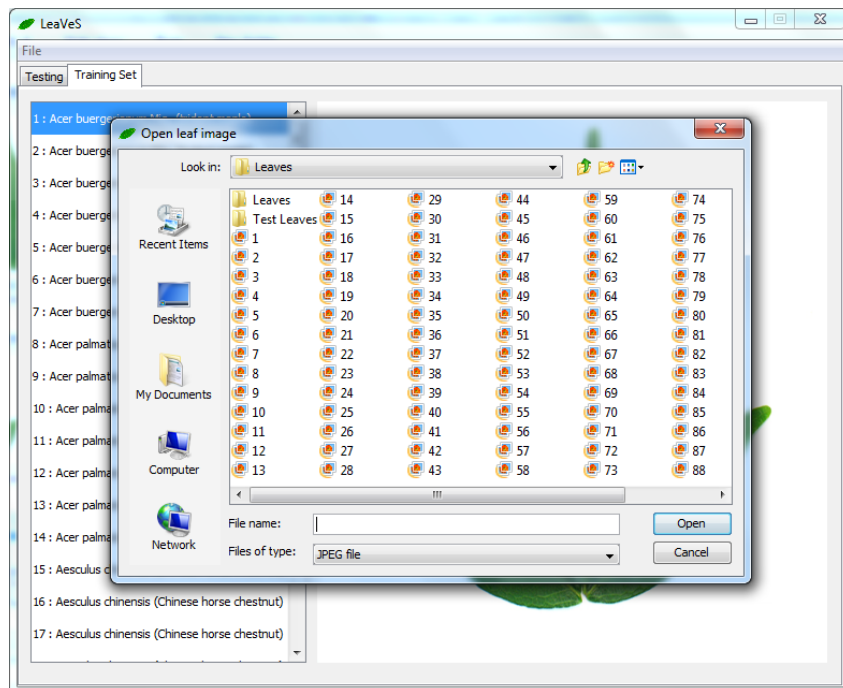 LeaVeS
File
Testing Training Set
1 : Acer buergerianum Miq. (trident maple)
Open leaf image
Look in: Leaves
2 : Acer buerge
3 : Acer buerge
4 : Acer buerge
5 : Acer buerge
6 : Acer buerge
7 : Acer buerge
8 : Acer palmat
9 : Acer palmat
10 : Acer palma
11 : Acer palma
12 : Acer palma
13 : Acer palma
14 : Acer palma
15 : Aesculus c
16 : Aesculus chinensis (Chinese horse chestnut)
17 : Aesculus chinensis (Chinese horse chestnut)
Recent Items
Desktop
My Documents
Computer
Network
Leaves 14 29 44 59 74
Test Leaves 15 30 45 60 75
1 16 31 46 61 76
2 17 32 47 62 77
3 18 33 48 63 78
4 19 34 49 64 79
5 20 35 50 65 80
6 21 36 51 66 81
7 22 37 52 67 82
8 23 38 53 68 83
9 24 39 54 69 84
10 25 40 55 70 85
11 26 41 56 71 86
12 27 42 57 72 87
13 28 43 58 73 88
File name: Open
Files of type: JPEG file Cancel